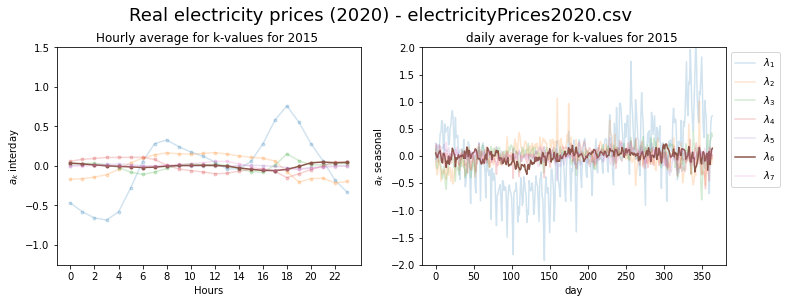 Real electricity prices (2020) - electricityPrices2020.csv
Hourly average for k-values for 2015
1.5
1.0
0.5
0.0
−0.5
−1.0
a_k interday
0 2 4 6 8 10 12 14 16 18 20 22
Hours
daily average for k-values for 2015
2.0
1.5
1.0
0.5
0.0
−0.5
−1.0
−1.5
−2.0
a_k seasonal
0 50 100 150 200 250 300 350
day
λ₁
λ₂
λ₃
λ₄
λ₅
λ₆
λ₇